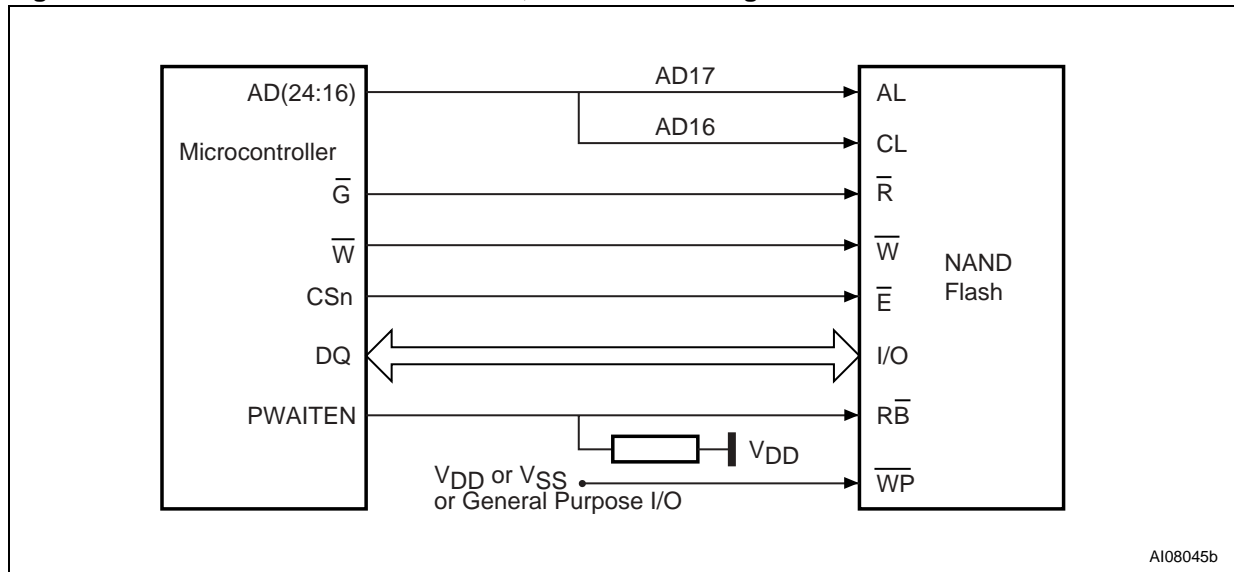 AD(24:16)
AD17
AL
AD16
CL
Microcontroller
G̅
R̅
W̅
W̅
NAND
Flash
CSn
E̅
DQ
I/O
PWAITEN
RB̅
VDD
VDD or VSS
or General Purpose I/O
W̅P̅
AI08045b